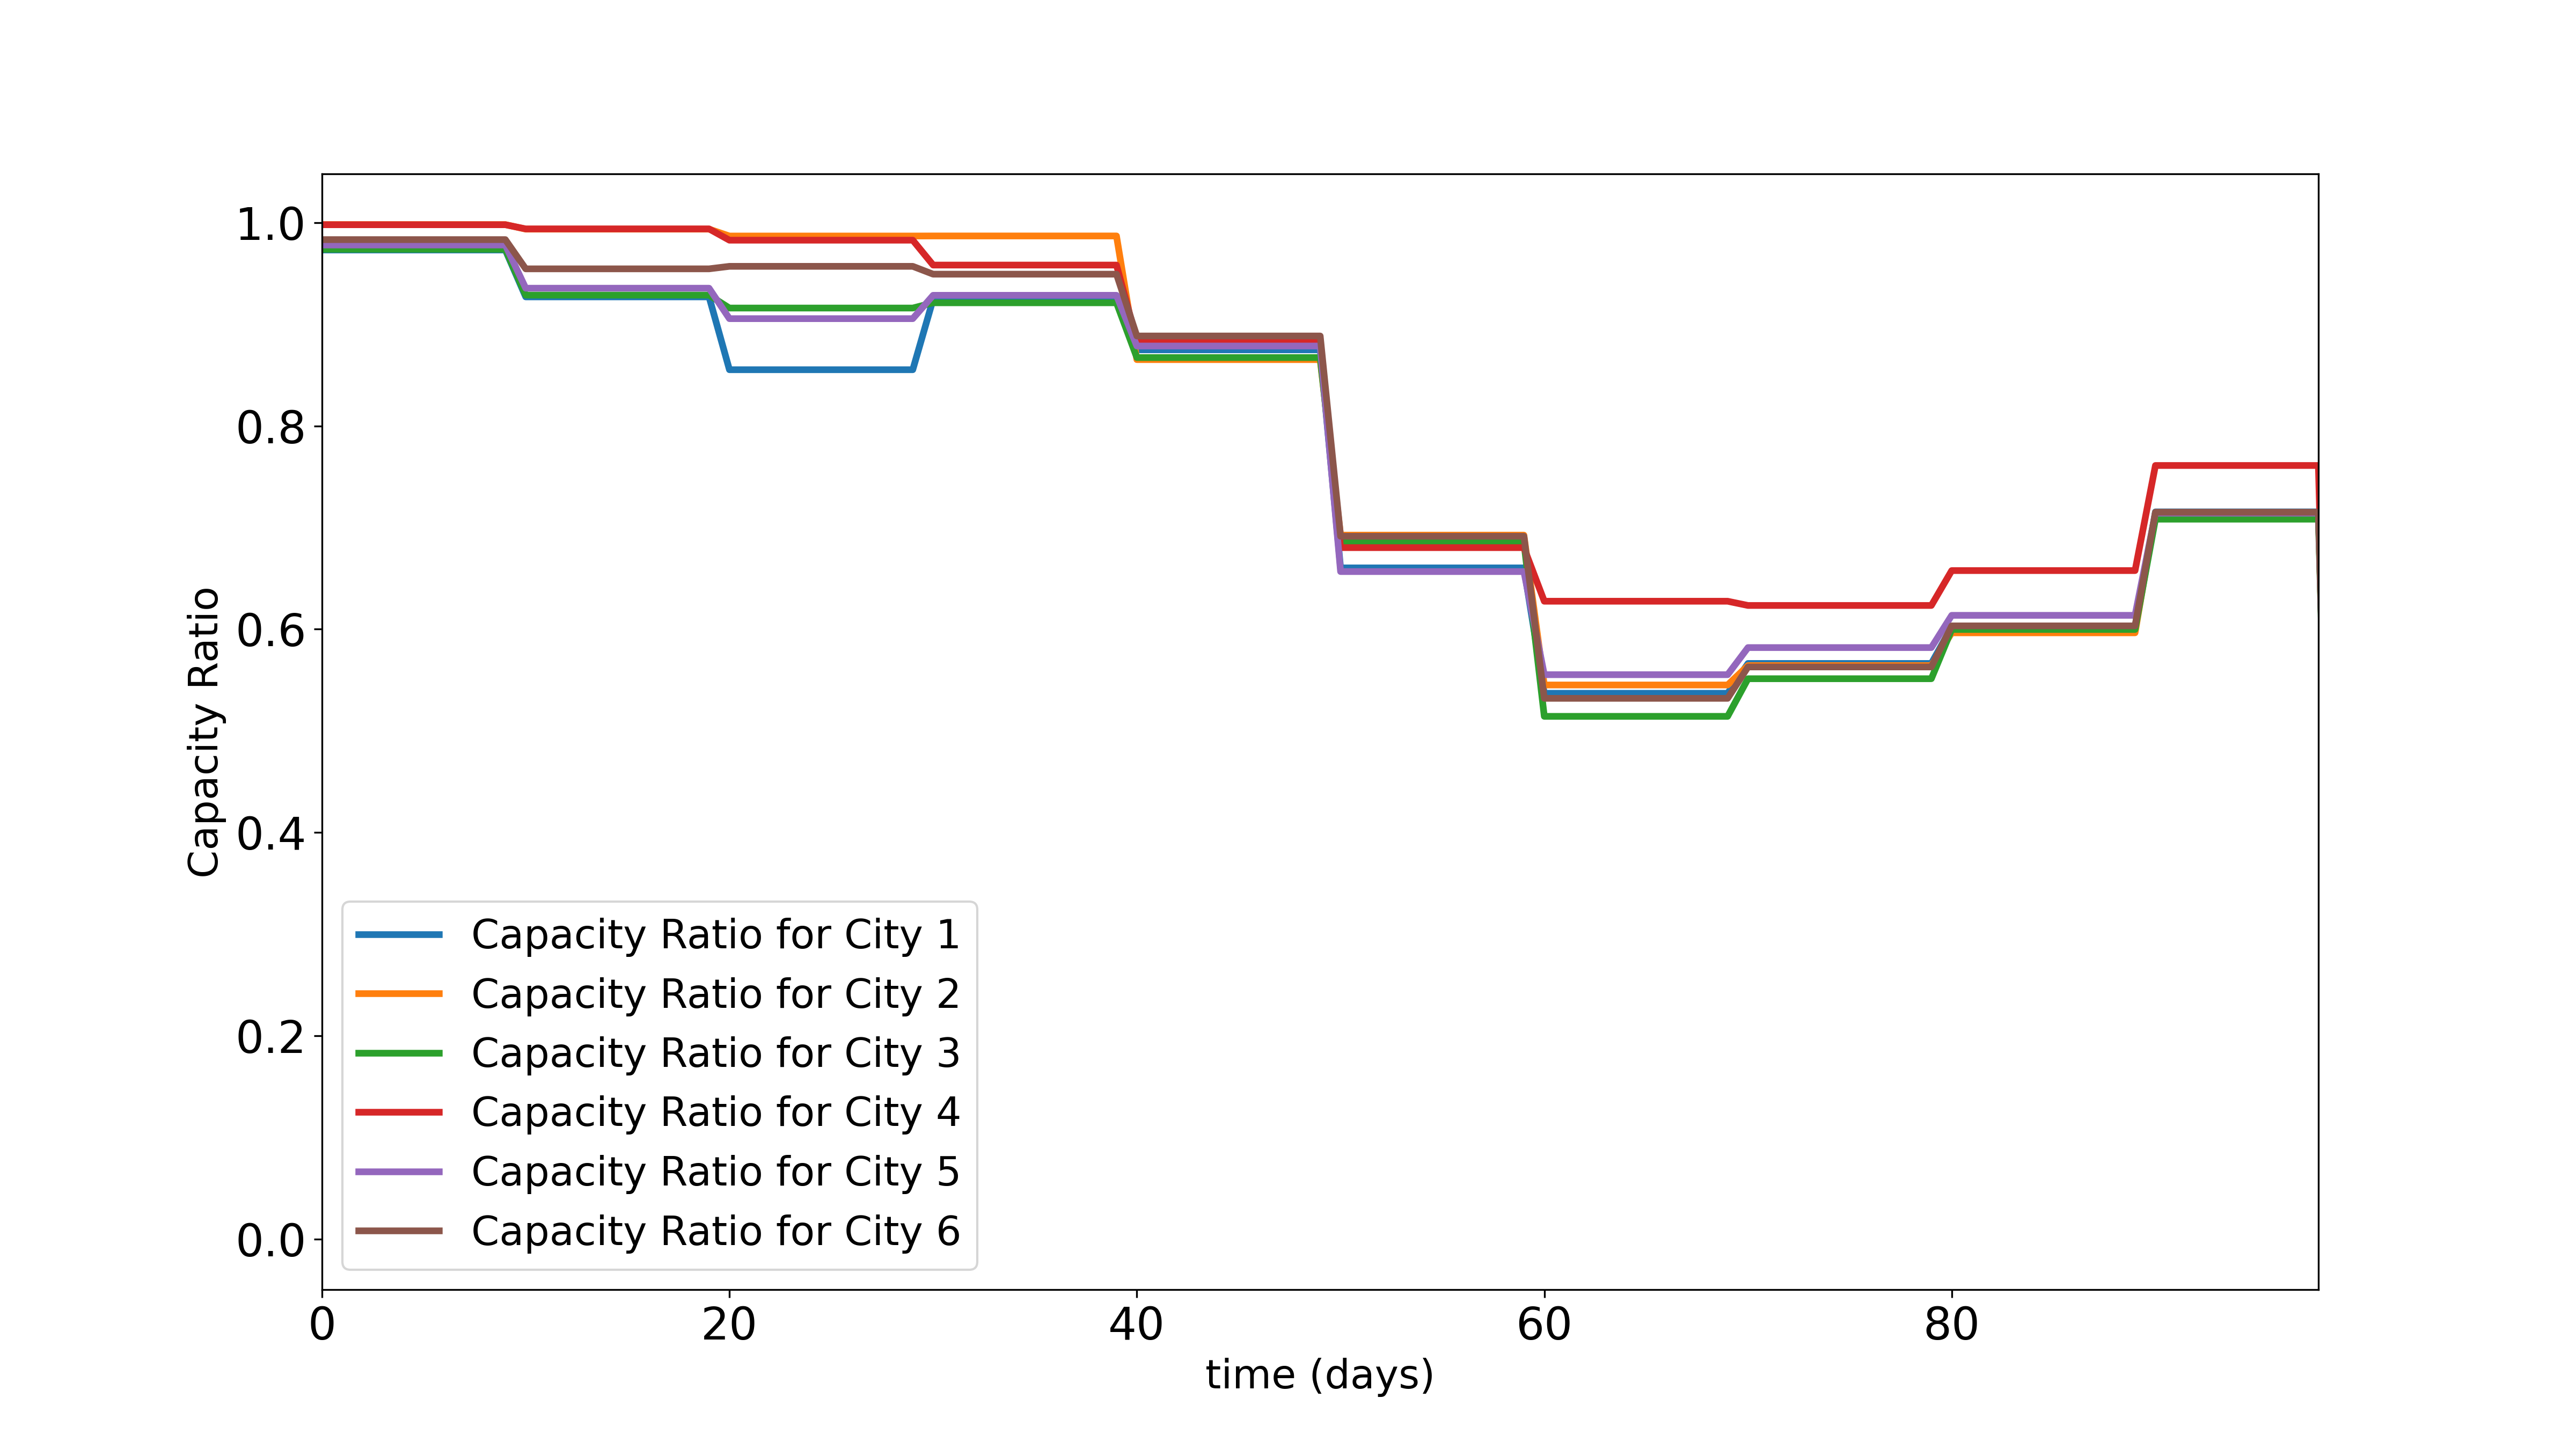 1.0
0.8
0.6
0.4
0.2
0.0
Capacity Ratio
Capacity Ratio for City 1
Capacity Ratio for City 2
Capacity Ratio for City 3
Capacity Ratio for City 4
Capacity Ratio for City 5
Capacity Ratio for City 6
0 20 40 60 80
time (days)